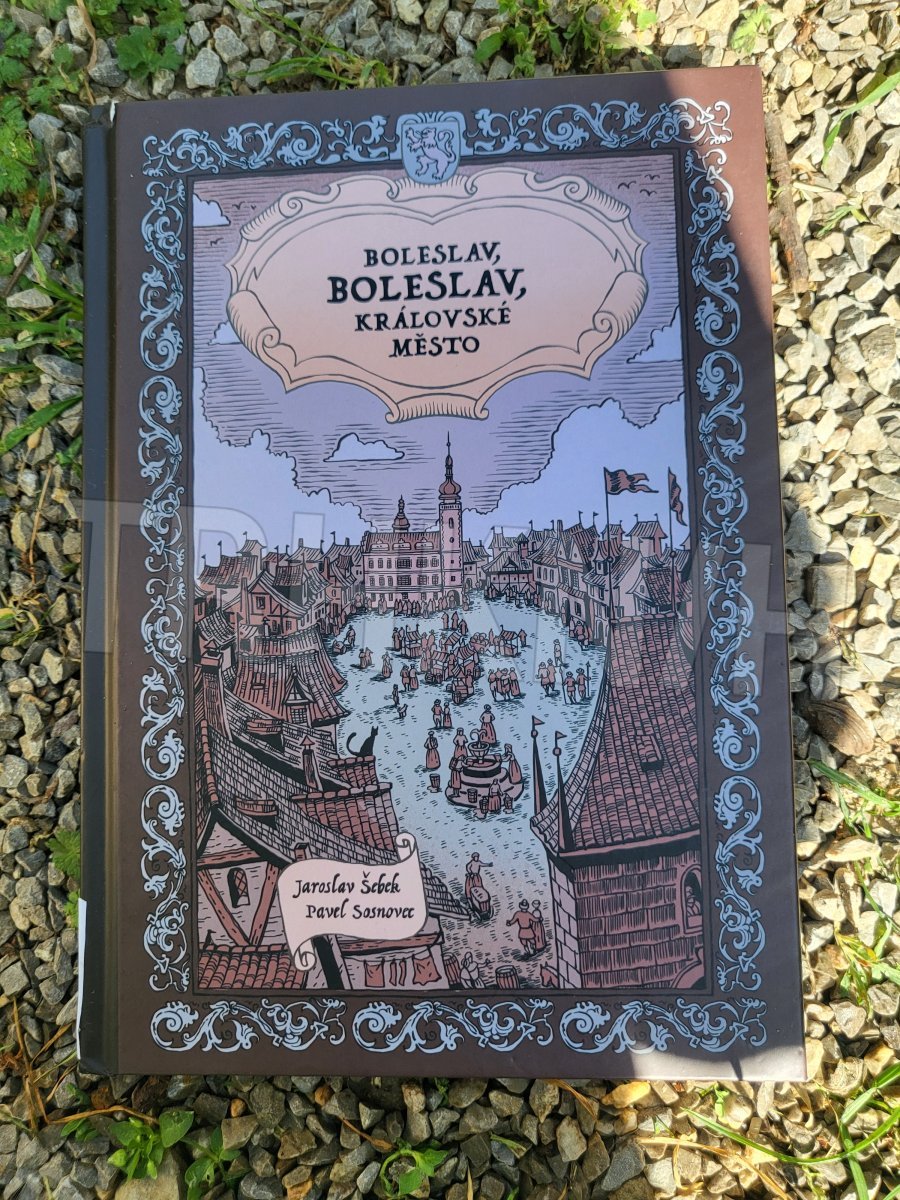 BOLESLAV,
BOLESLAV,
KRÁLOVSKÉ
MĚSTO
Jaroslav Šebek
Pavel Sosnovec